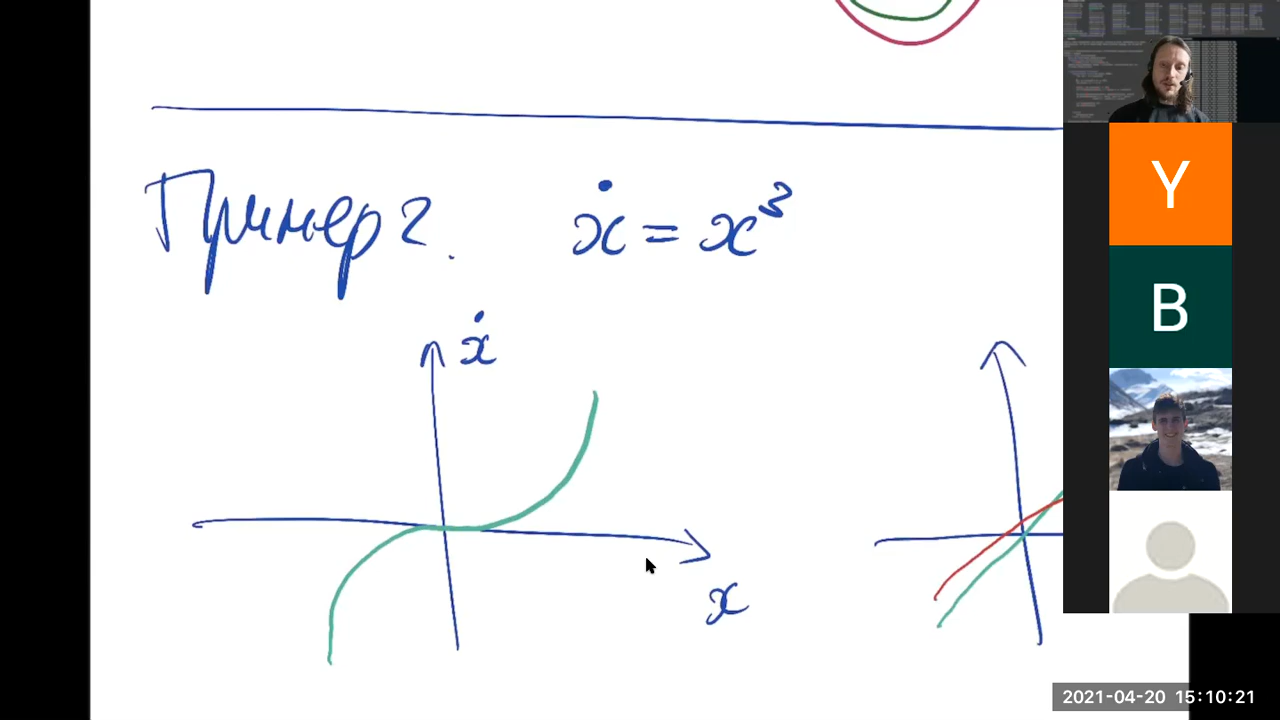 Пример 2. ẋ = x³
ẋ
x
Y
B
2021-04-20 15:10:21